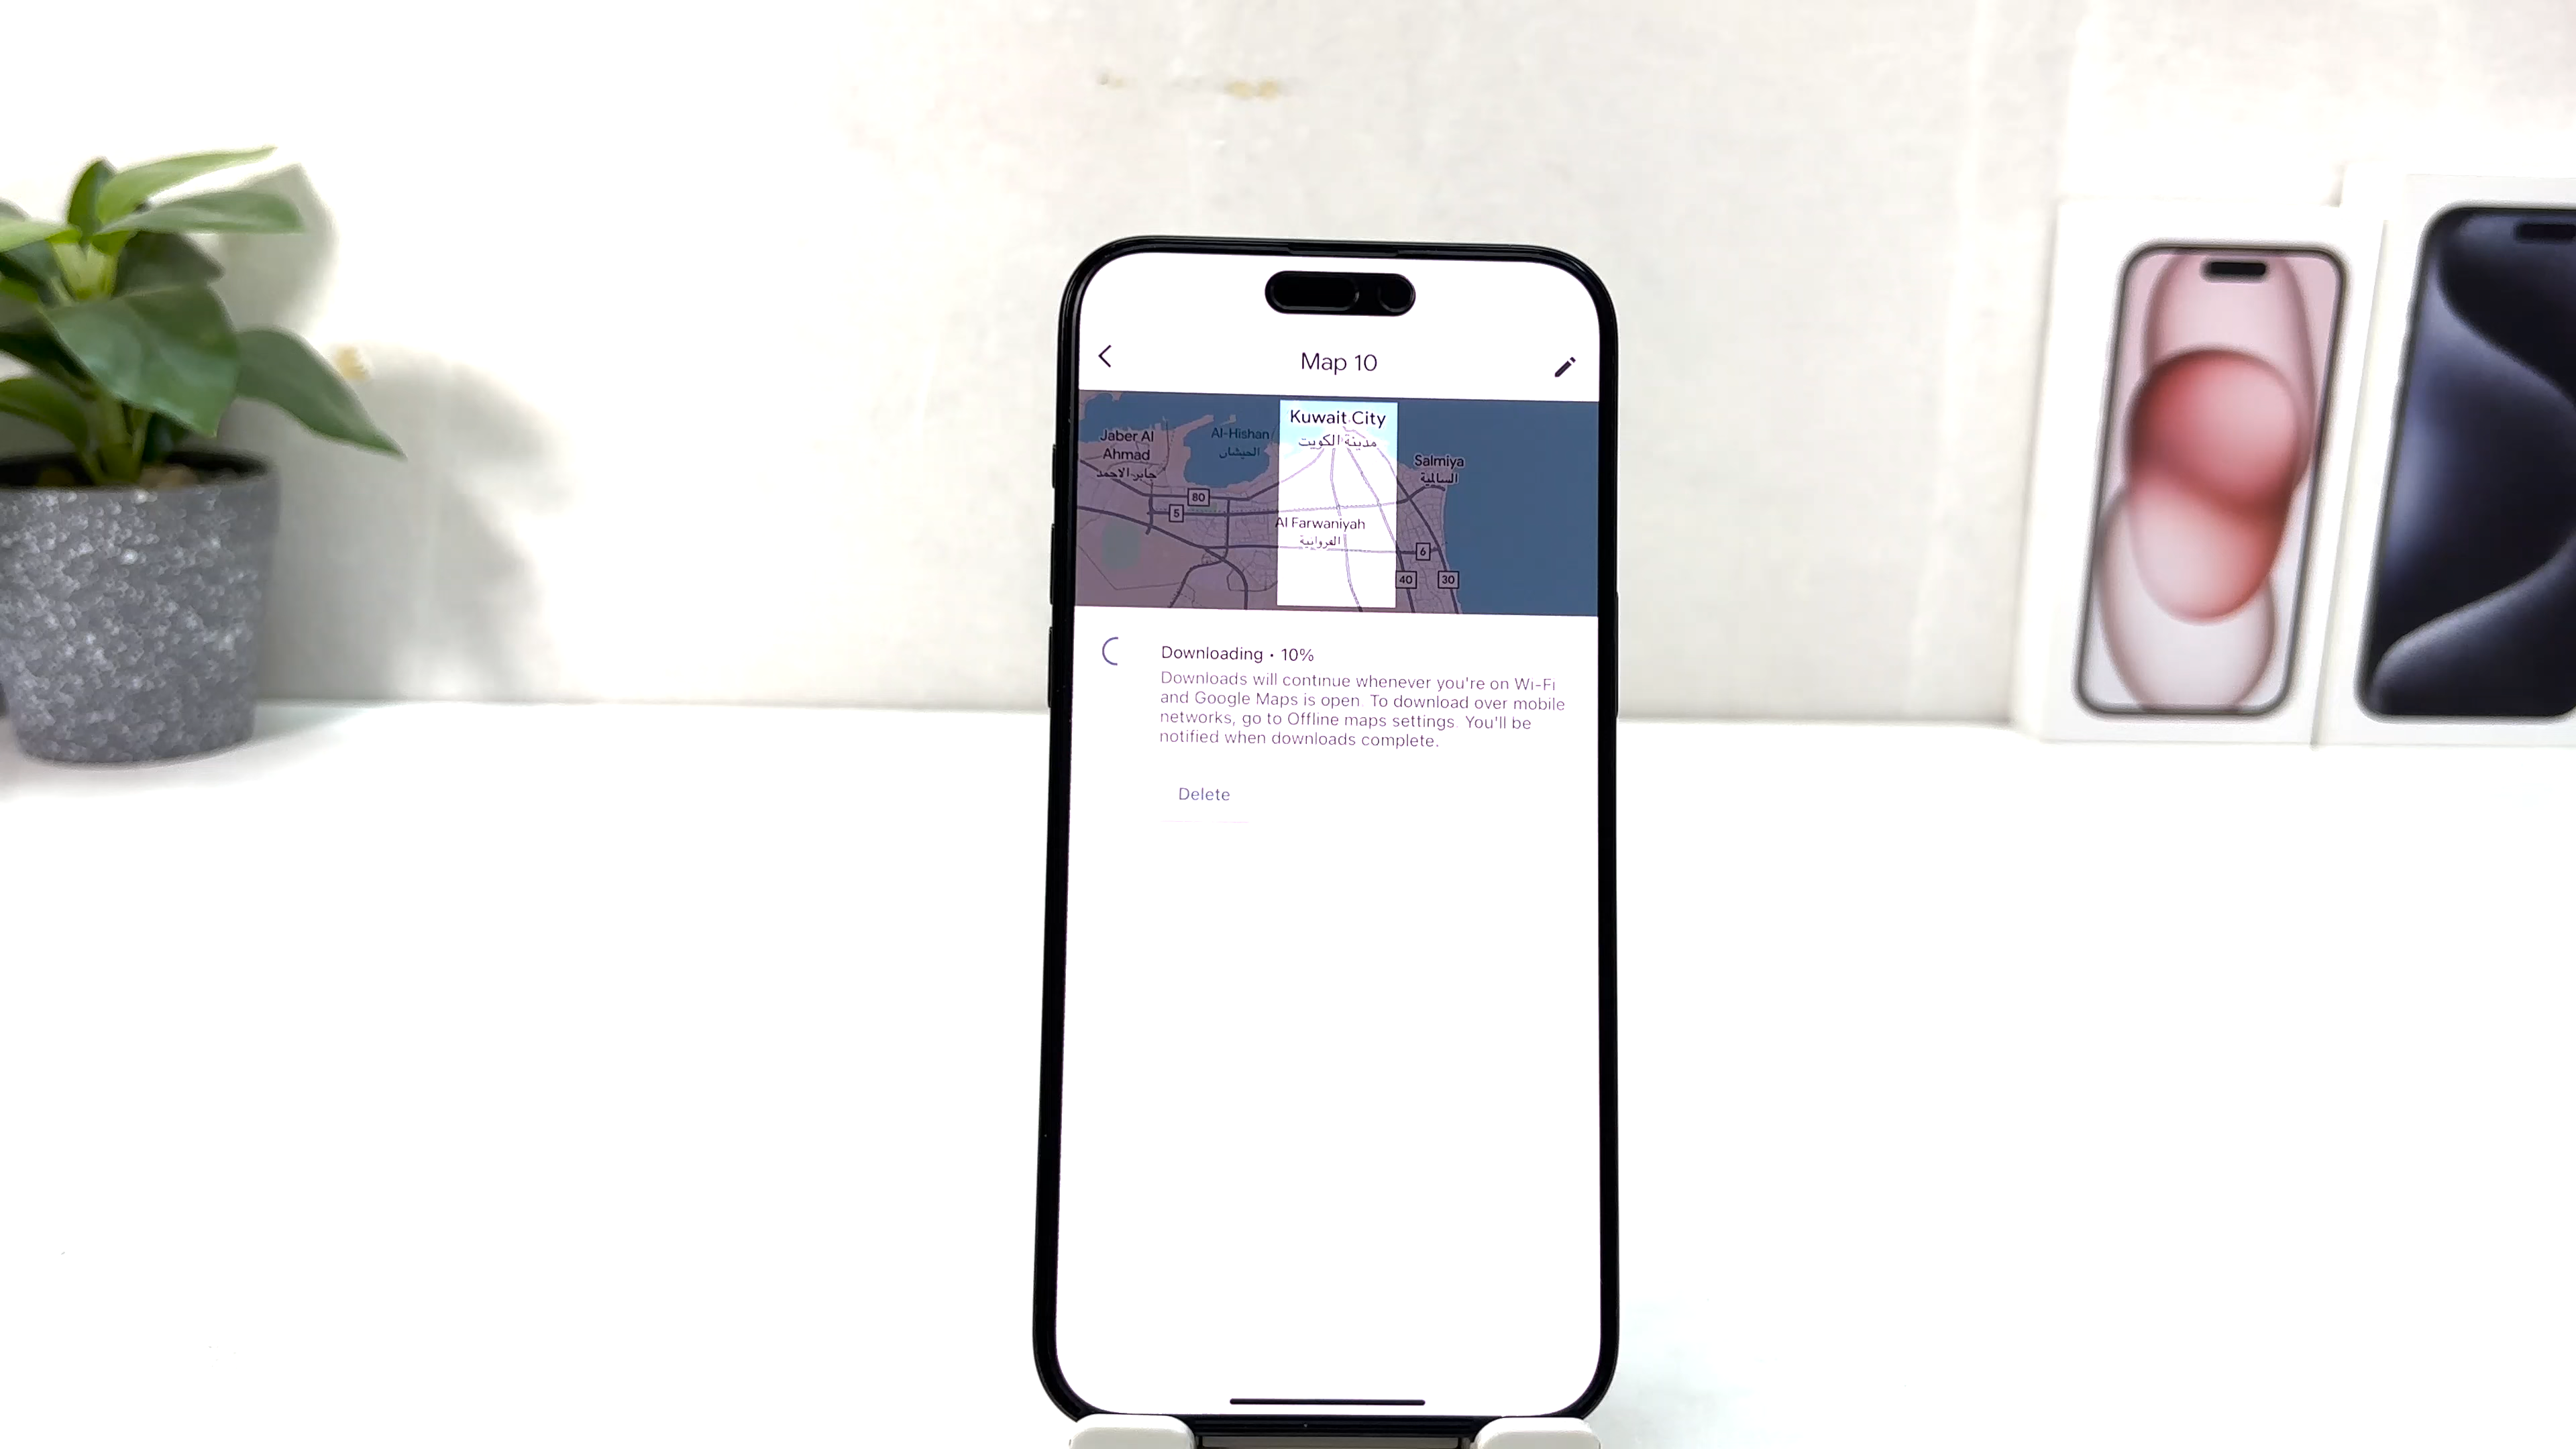 Map 10
Kuwait City
مدينة الكويت
Jaber Al
Ahmad
جابر الاحمد
Al-Hishan
الحيشان
Salmiya
السالمية
80
5
Al Farwaniyah
الفروانية
6
40
30
Downloading • 10%
Downloads will continue whenever you're on Wi-Fi
and Google Maps is open. To download over mobile
networks, go to Offline maps settings. You'll be
notified when downloads complete.
Delete